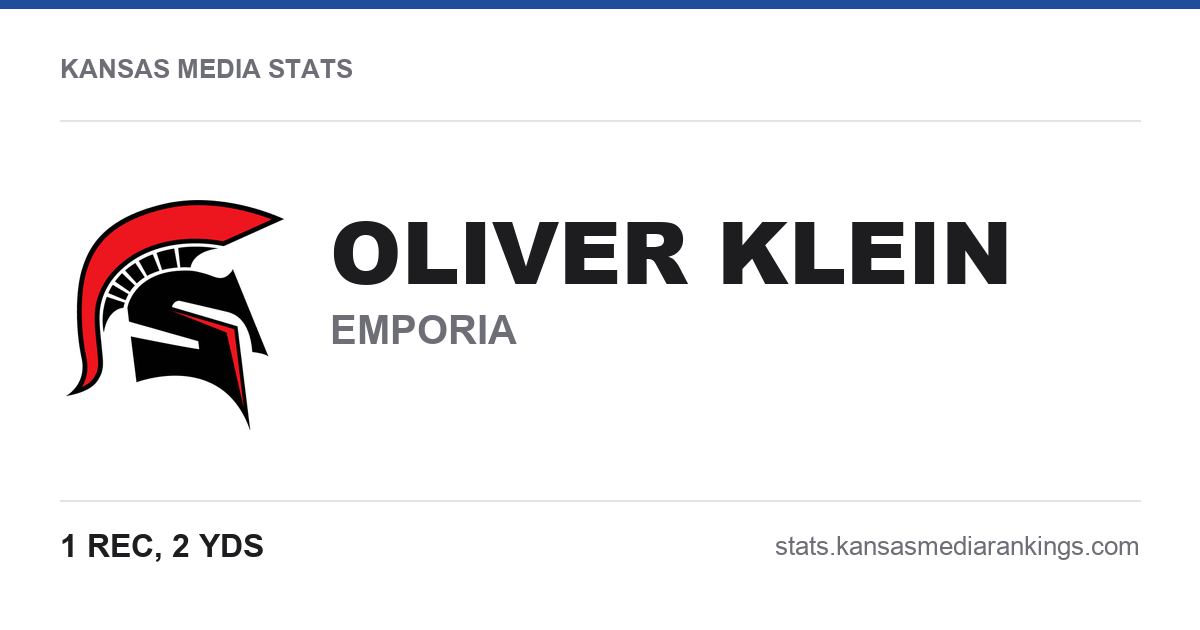 KANSAS MEDIA STATS
OLIVER KLEIN
EMPORIA
1 REC, 2 YDS
stats.kansasmediarankings.com